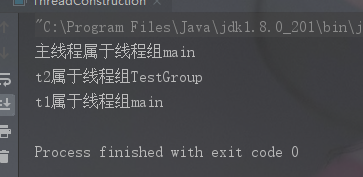 ThreadConstruction
"C:\Program Files\Java\jdk1.8.0_201\bin\j
主线程属于线程组main
t2属于线程组TestGroup
t1属于线程组main
Process finished with exit code 0